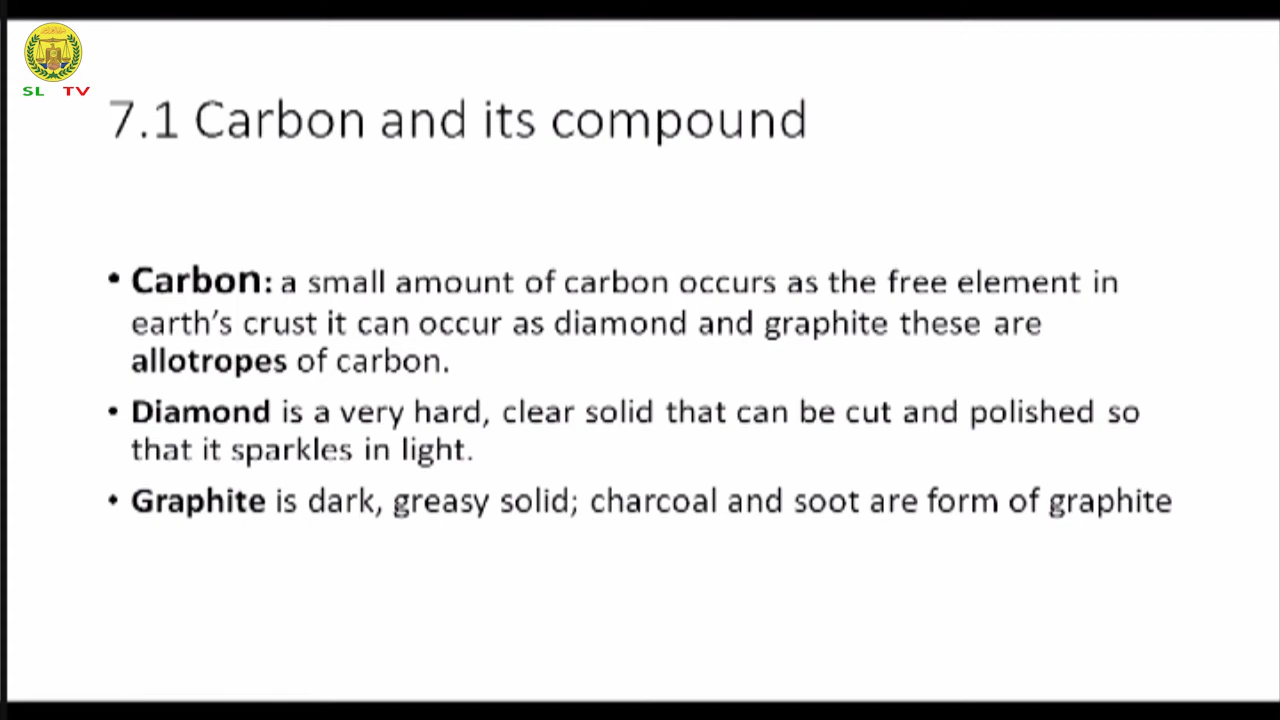 SL TV
7.1 Carbon and its compound
• Carbon: a small amount of carbon occurs as the free element in
earth's crust it can occur as diamond and graphite these are
allotropes of carbon.
• Diamond is a very hard, clear solid that can be cut and polished so
that it sparkles in light.
• Graphite is dark, greasy solid; charcoal and soot are form of graphite